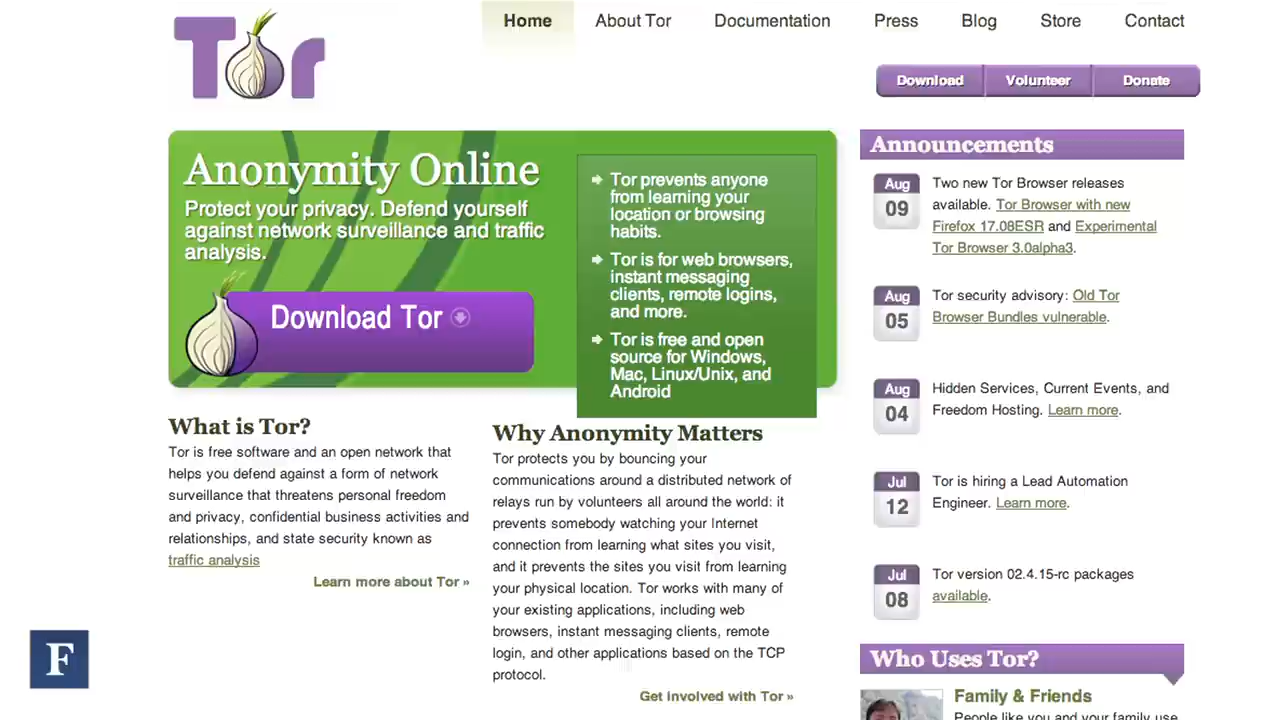 Tor
Home
About Tor
Documentation
Press
Blog
Store
Contact
Download
Volunteer
Donate
Anonymity Online
Protect your privacy. Defend yourself
against network surveillance and traffic
analysis.
Download Tor
Tor prevents anyone
from learning your
location or browsing
habits.
Tor is for web browsers,
instant messaging
clients, remote logins,
and more.
Tor is free and open
source for Windows,
Mac, Linux/Unix, and
Android
What is Tor?
Tor is free software and an open network that
helps you defend against a form of network
surveillance that threatens personal freedom
and privacy, confidential business activities and
relationships, and state security known as
traffic analysis
Learn more about Tor »
Why Anonymity Matters
Tor protects you by bouncing your
communications around a distributed network of
relays run by volunteers all around the world: it
prevents somebody watching your Internet
connection from learning what sites you visit,
and it prevents the sites you visit from learning
your physical location. Tor works with many of
your existing applications, including web
browsers, instant messaging clients, remote
login, and other applications based on the TCP
protocol.
Get involved with Tor »
Announcements
Aug
09
Two new Tor Browser releases
available. Tor Browser with new
Firefox 17.08ESR and Experimental
Tor Browser 3.0alpha3.
Aug
05
Tor security advisory: Old Tor
Browser Bundles vulnerable.
Aug
04
Hidden Services, Current Events, and
Freedom Hosting. Learn more.
Jul
12
Tor is hiring a Lead Automation
Engineer. Learn more.
Jul
08
Tor version 02.4.15-rc packages
available.
Who Uses Tor?
Family & Friends
People like you and your family use
F